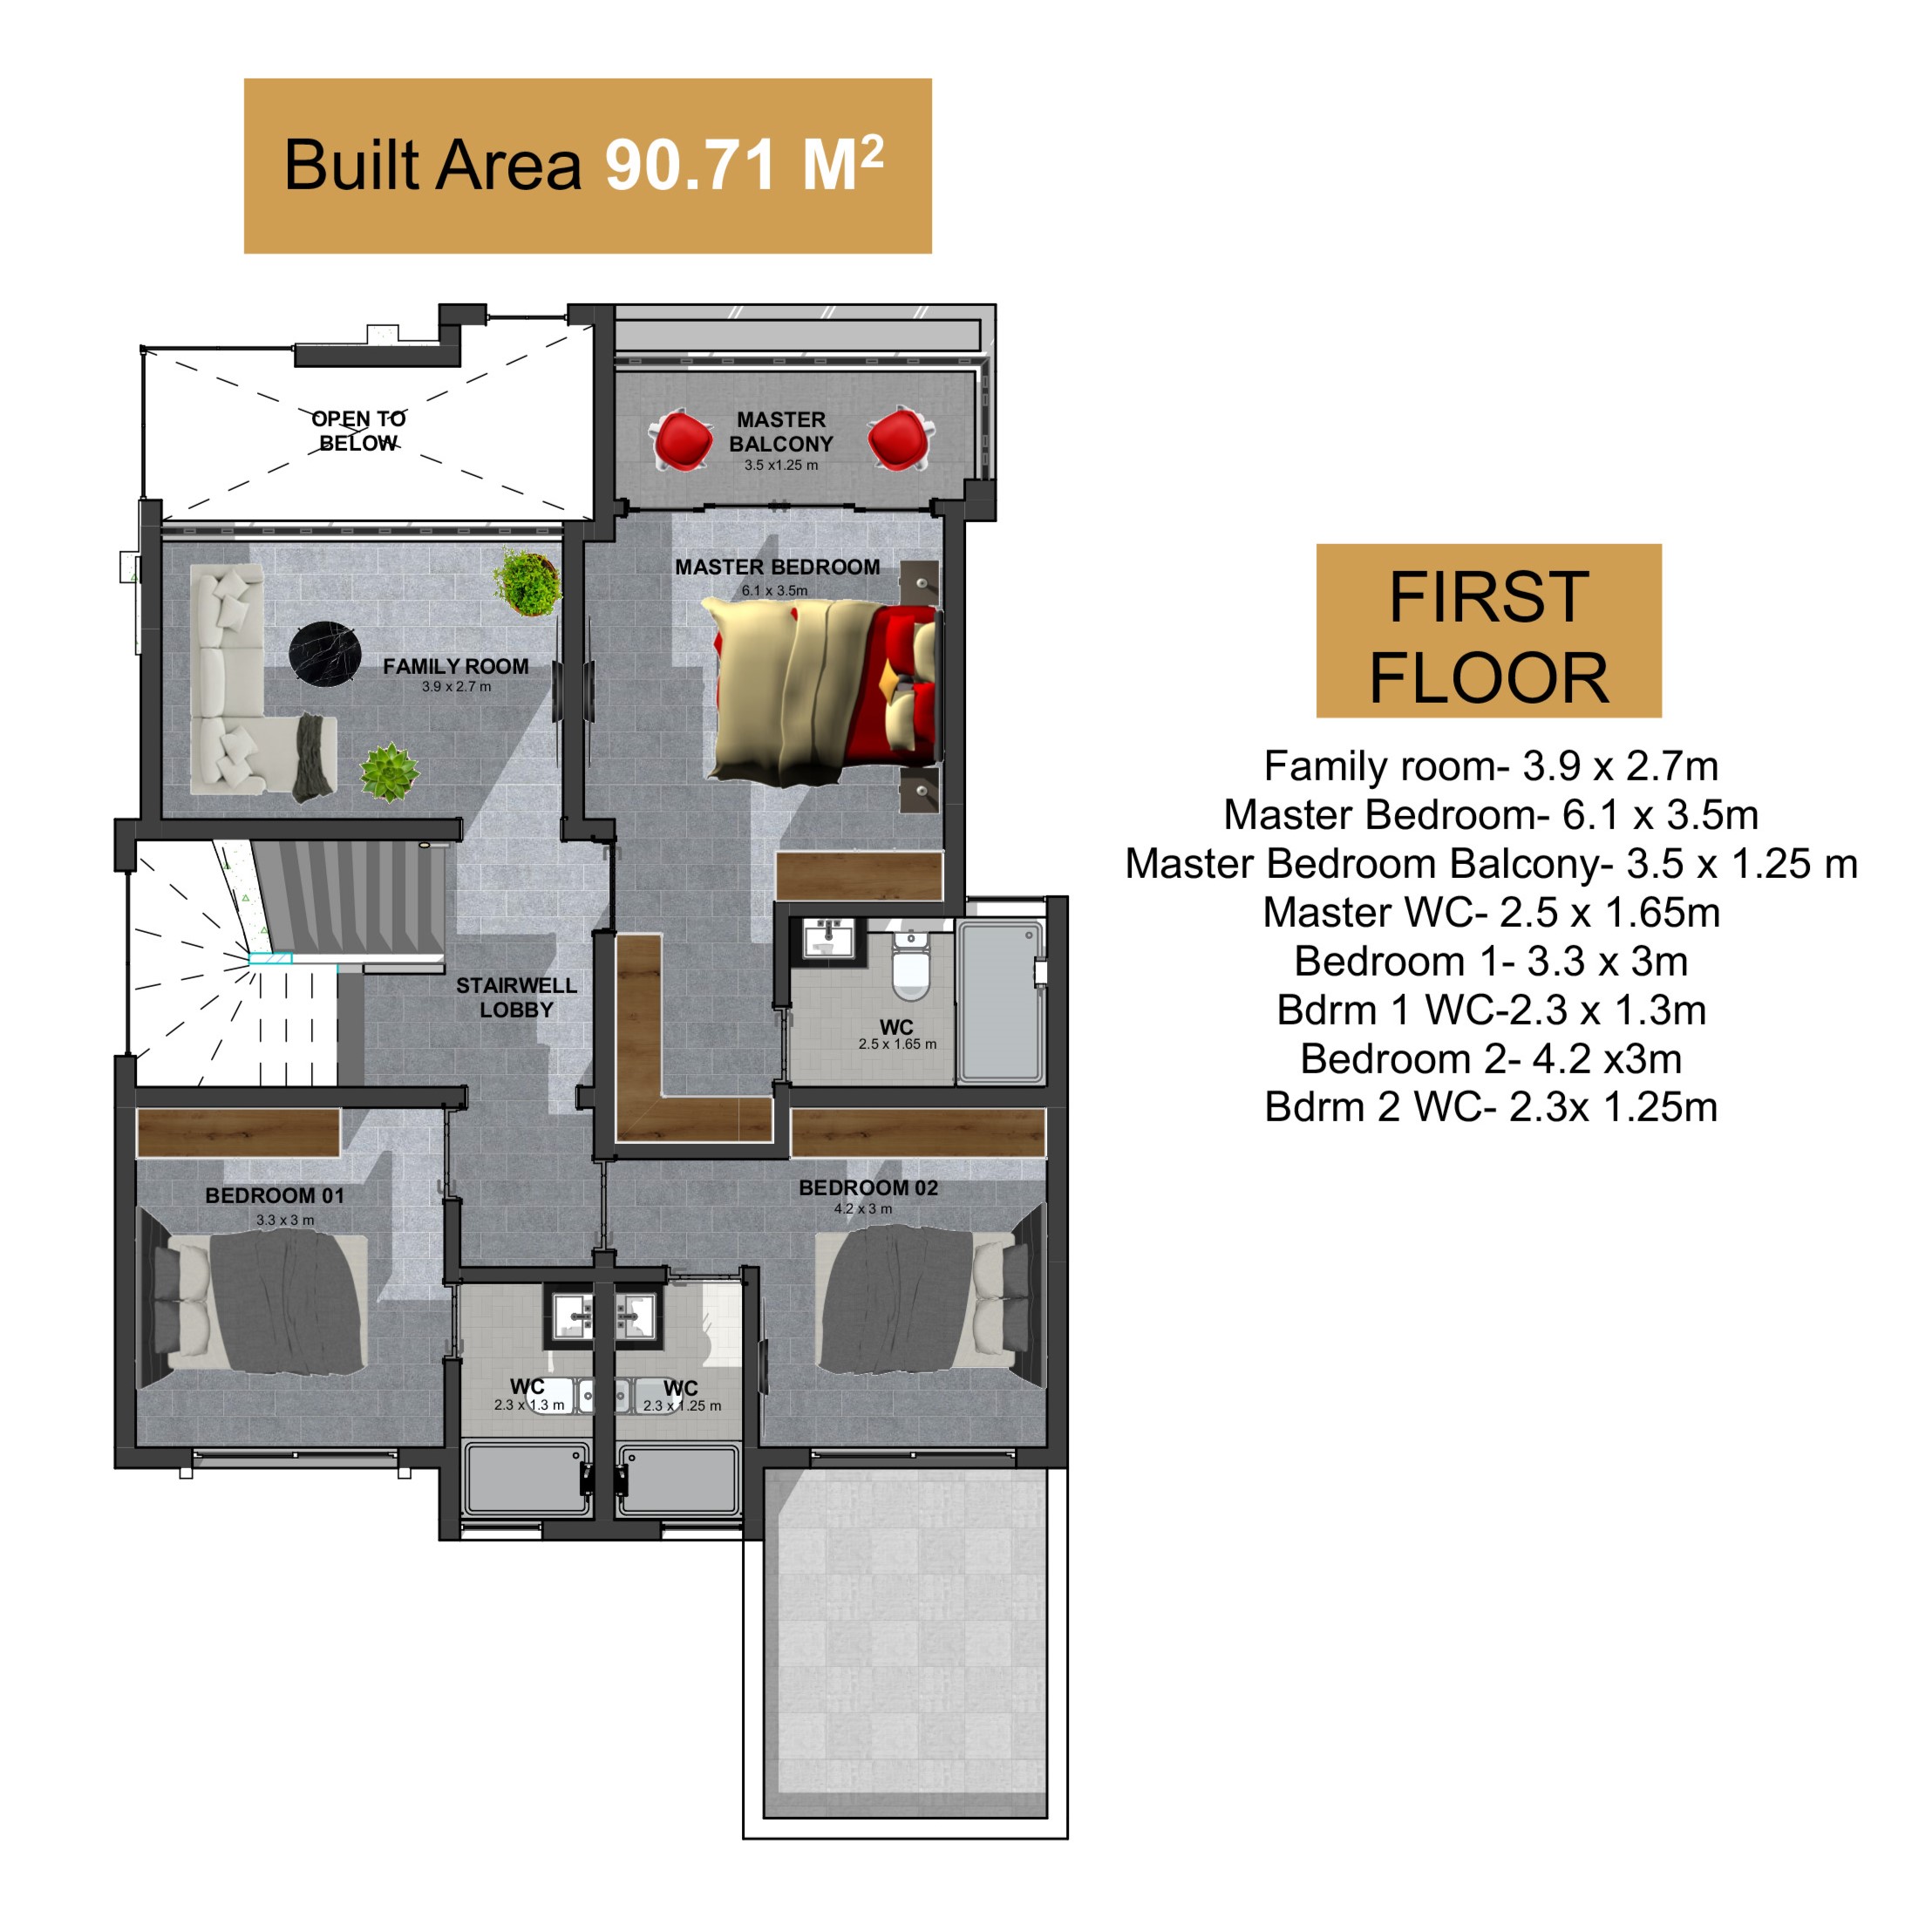 Built Area 90.71 M²
OPEN TO
BELOW
MASTER
BALCONY
3.5 x1.25 m
MASTER BEDROOM
6.1 x 3.5m
FAMILY ROOM
3.9 x 2.7 m
STAIRWELL
LOBBY
WC
2.5 x 1.65 m
BEDROOM 01
3.3 x 3 m
BEDROOM 02
4.2 x 3 m
WC
2.3 x 1.3 m
WC
2.3 x 1.25 m
FIRST
FLOOR
Family room- 3.9 x 2.7m
Master Bedroom- 6.1 x 3.5m
Master Bedroom Balcony- 3.5 x 1.25 m
Master WC- 2.5 x 1.65m
Bedroom 1- 3.3 x 3m
Bdrm 1 WC-2.3 x 1.3m
Bedroom 2- 4.2 x3m
Bdrm 2 WC- 2.3x 1.25m